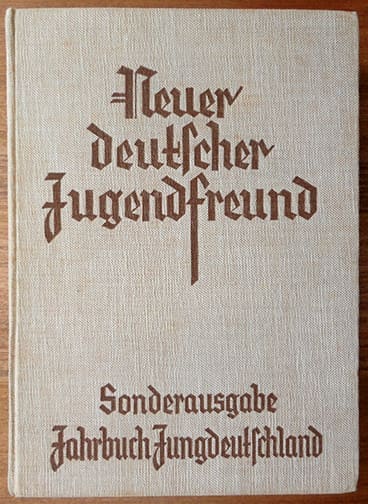 Neuer
deutscher
Jugendfreund
Sonderausgabe
Jahrbuch Jungdeutschland